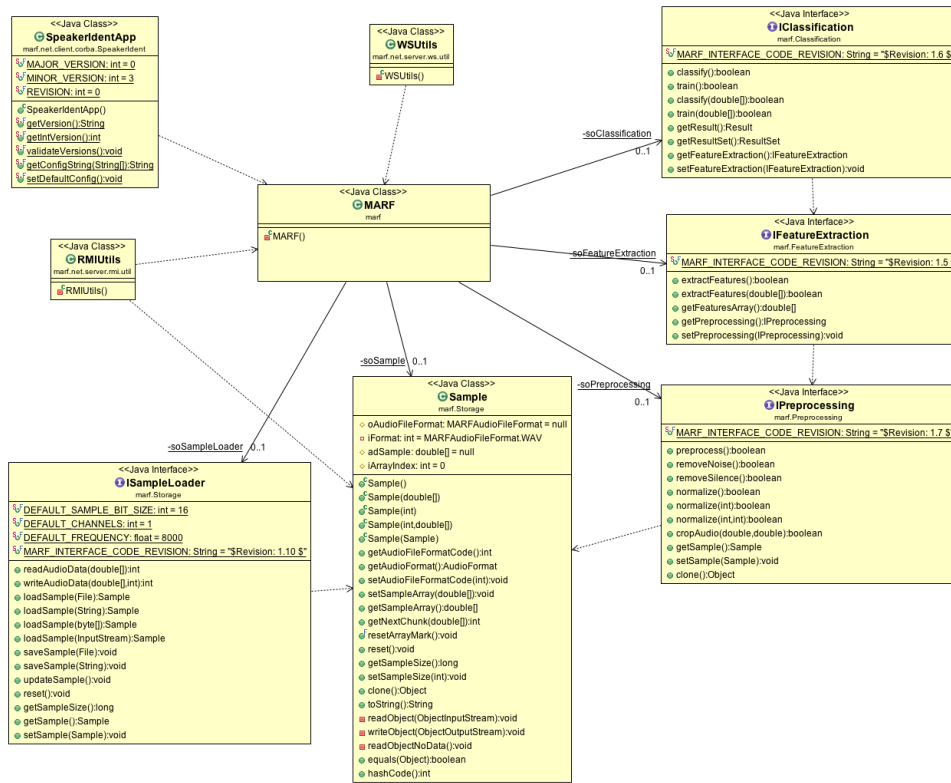 <<Java Class>>
SpeakerIdentApp
marf.net.client.corba.SpeakerIdent
MAJOR_VERSION: int = 0
MINOR_VERSION: int = 3
REVISION: int = 0
SpeakerIdentApp()
getVersion():String
getIntVersion():int
validateVersions():void
getConfigString(String[]):String
setDefaultConfig():void
<<Java Class>>
WSUtils
marf.net.server.ws.util
WSUtils()
<<Java Interface>>
IClassification
marf.Classification
MARF_INTERFACE_CODE_REVISION: String = "$Revision: 1.6 $
classify():boolean
train():boolean
classify(double[]):boolean
train(double[]):boolean
getResult():Result
getResultSet():ResultSet
getFeatureExtraction():IFeatureExtraction
setFeatureExtraction(IFeatureExtraction):void
-soClassification
0..1
<<Java Class>>
MARF
marf
MARF()
<<Java Class>>
RMIUtils
marf.net.server.rmi.util
RMIUtils()
-soFeatureExtraction
0..1
<<Java Interface>>
IFeatureExtraction
marf.FeatureExtraction
MARF_INTERFACE_CODE_REVISION: String = "$Revision: 1.5
extractFeatures():boolean
extractFeatures(double[]):boolean
getFeaturesArray():double[]
getPreprocessing():IPreprocessing
setPreprocessing(IPreprocessing):void
-soSample 0..1
-soPreprocessing
0..1
-soSampleLoader
0..1
<<Java Class>>
Sample
marf.Storage
oAudioFileFormat: MARFAudioFileFormat = null
iFormat: int = MARFAudioFileFormat.WAV
adSample: double[] = null
iArrayIndex: int = 0
Sample()
Sample(double[])
Sample(int)
Sample(int,double[])
Sample(Sample)
getAudioFileFormatCode():int
getAudioFormat():AudioFormat
setAudioFileFormatCode(int):void
setSampleArray(double[]):void
getSampleArray():double[]
getNextChunk(double[]):int
resetArrayMark():void
reset():void
getSampleSize():long
setSampleSize(int):void
clone():Object
toString():String
readObject(ObjectInputStream):void
writeObject(ObjectOutputStream):void
readObjectNoData():void
equals(Object):boolean
hashCode():int
<<Java Interface>>
IPreprocessing
marf.Preprocessing
MARF_INTERFACE_CODE_REVISION: String = "$Revision: 1.7 $
preprocess():boolean
removeNoise():boolean
removeSilence():boolean
normalize():boolean
normalize(int):boolean
normalize(int,int):boolean
cropAudio(double,double):boolean
getSample():Sample
setSample(Sample):void
clone():Object
<<Java Interface>>
ISampleLoader
marf.Storage
DEFAULT_SAMPLE_BIT_SIZE: int = 16
DEFAULT_CHANNELS: int = 1
DEFAULT_FREQUENCY: float = 8000
MARF_INTERFACE_CODE_REVISION: String = "$Revision: 1.10 $"
readAudioData(double[]):int
writeAudioData(double[],int):int
loadSample(File):Sample
loadSample(String):Sample
loadSample(byte[]):Sample
loadSample(InputStream):Sample
saveSample(File):void
saveSample(String):void
updateSample():void
reset():void
getSampleSize():long
getSample():Sample
setSample(Sample):void